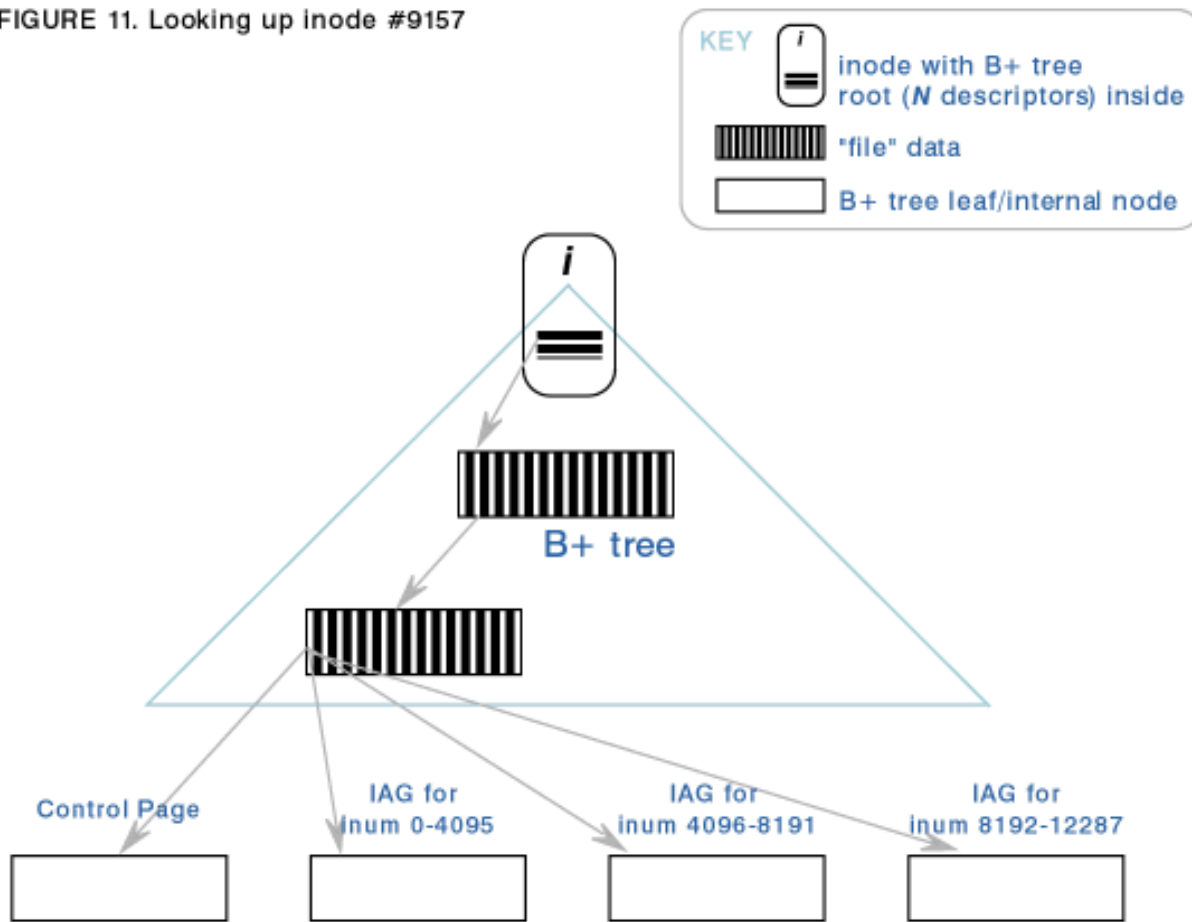 FIGURE 11. Looking up inode #9157
KEY
i
inode with B+ tree
root (N descriptors) inside
"file" data
B+ tree leaf/internal node
i
B+ tree
Control Page
IAG for
inum 0-4095
IAG for
inum 4096-8191
IAG for
inum 8192-12287